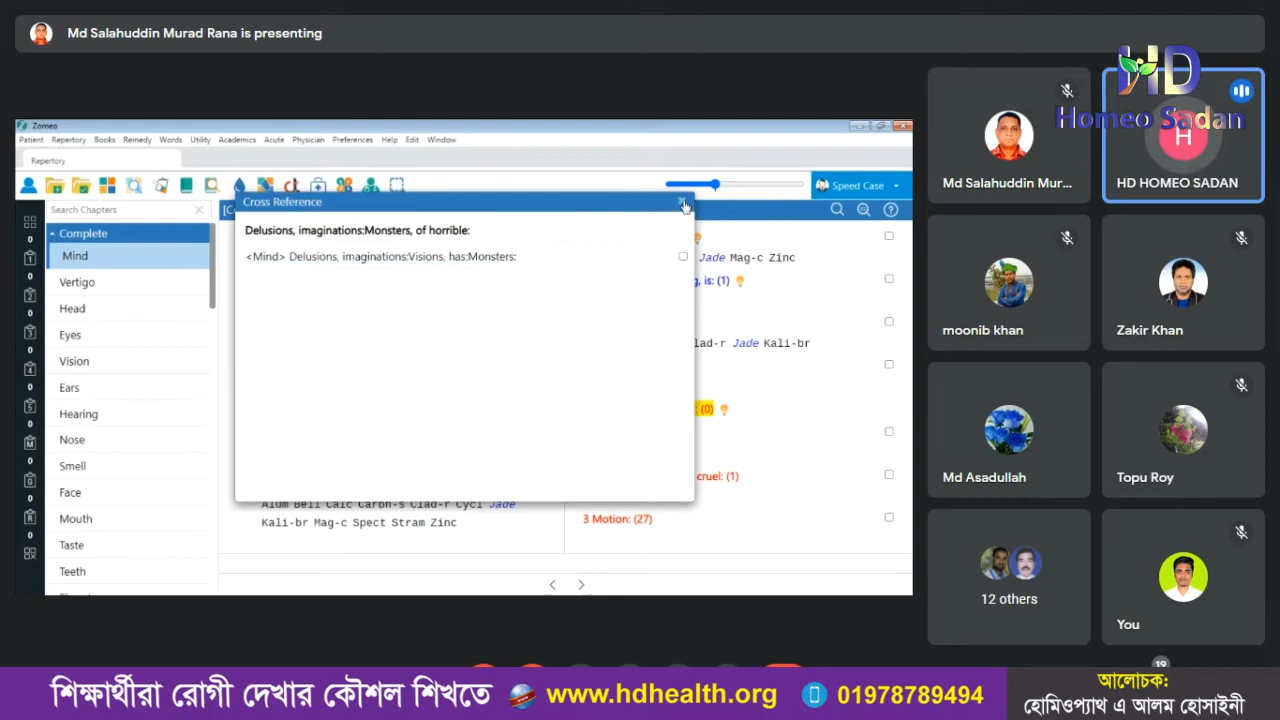 Md Salahuddin Murad Rana is presenting
HD
Homeo Sadan
Zomeo
Patient Repertory Books Remedy Words Utility Academics Acute Physician Preferences Help Edit Window
Repertory
Speed Case
Search Chapters
Complete
Mind
Vertigo
Head
Eyes
Vision
Ears
Hearing
Nose
Smell
Face
Mouth
Taste
Teeth
Cross Reference
Delusions, imaginations:Monsters, of horrible:
<Mind> Delusions, imaginations:Visions, has:Monsters:
Jade Mag-c Zinc
g, is: (1)
lad-r Jade Kali-br
: (0)
cruel: (1)
Alum Bell Calc Carbn-s Clad-r Cycl Jade
Kali-br Mag-c Spect Stram Zinc
3 Motion: (27)
Md Salahuddin Mur...
H
HD HOMEO SADAN
moonib khan
Zakir Khan
Md Asadullah
Topu Roy
12 others
You
19
শিক্ষার্থীরা রোগী দেখার কৌশল শিখতে www.hdhealth.org 01978789494
আলোচক:
হোমিওপ্যাথ এ আলম হোসাইনী